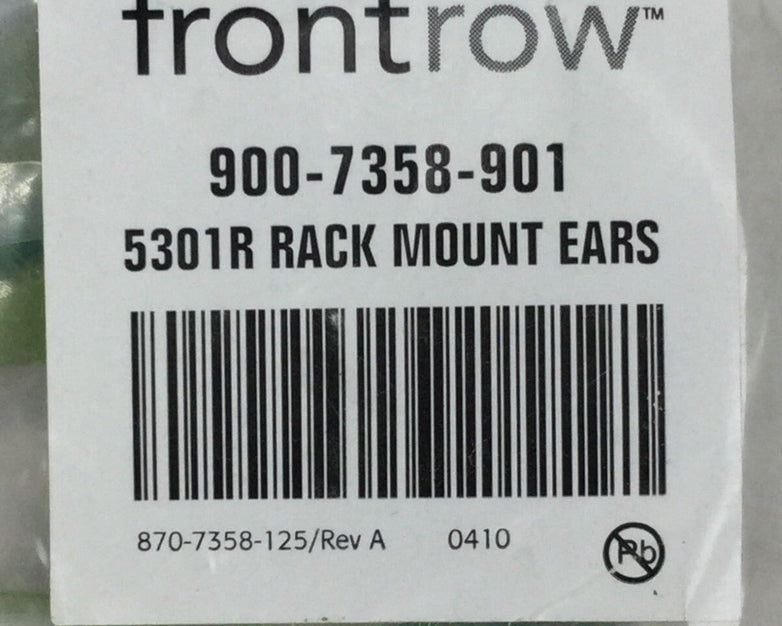 frontrow™
900-7358-901
5301R RACK MOUNT EARS
870-7358-125/Rev A 0410
Pb